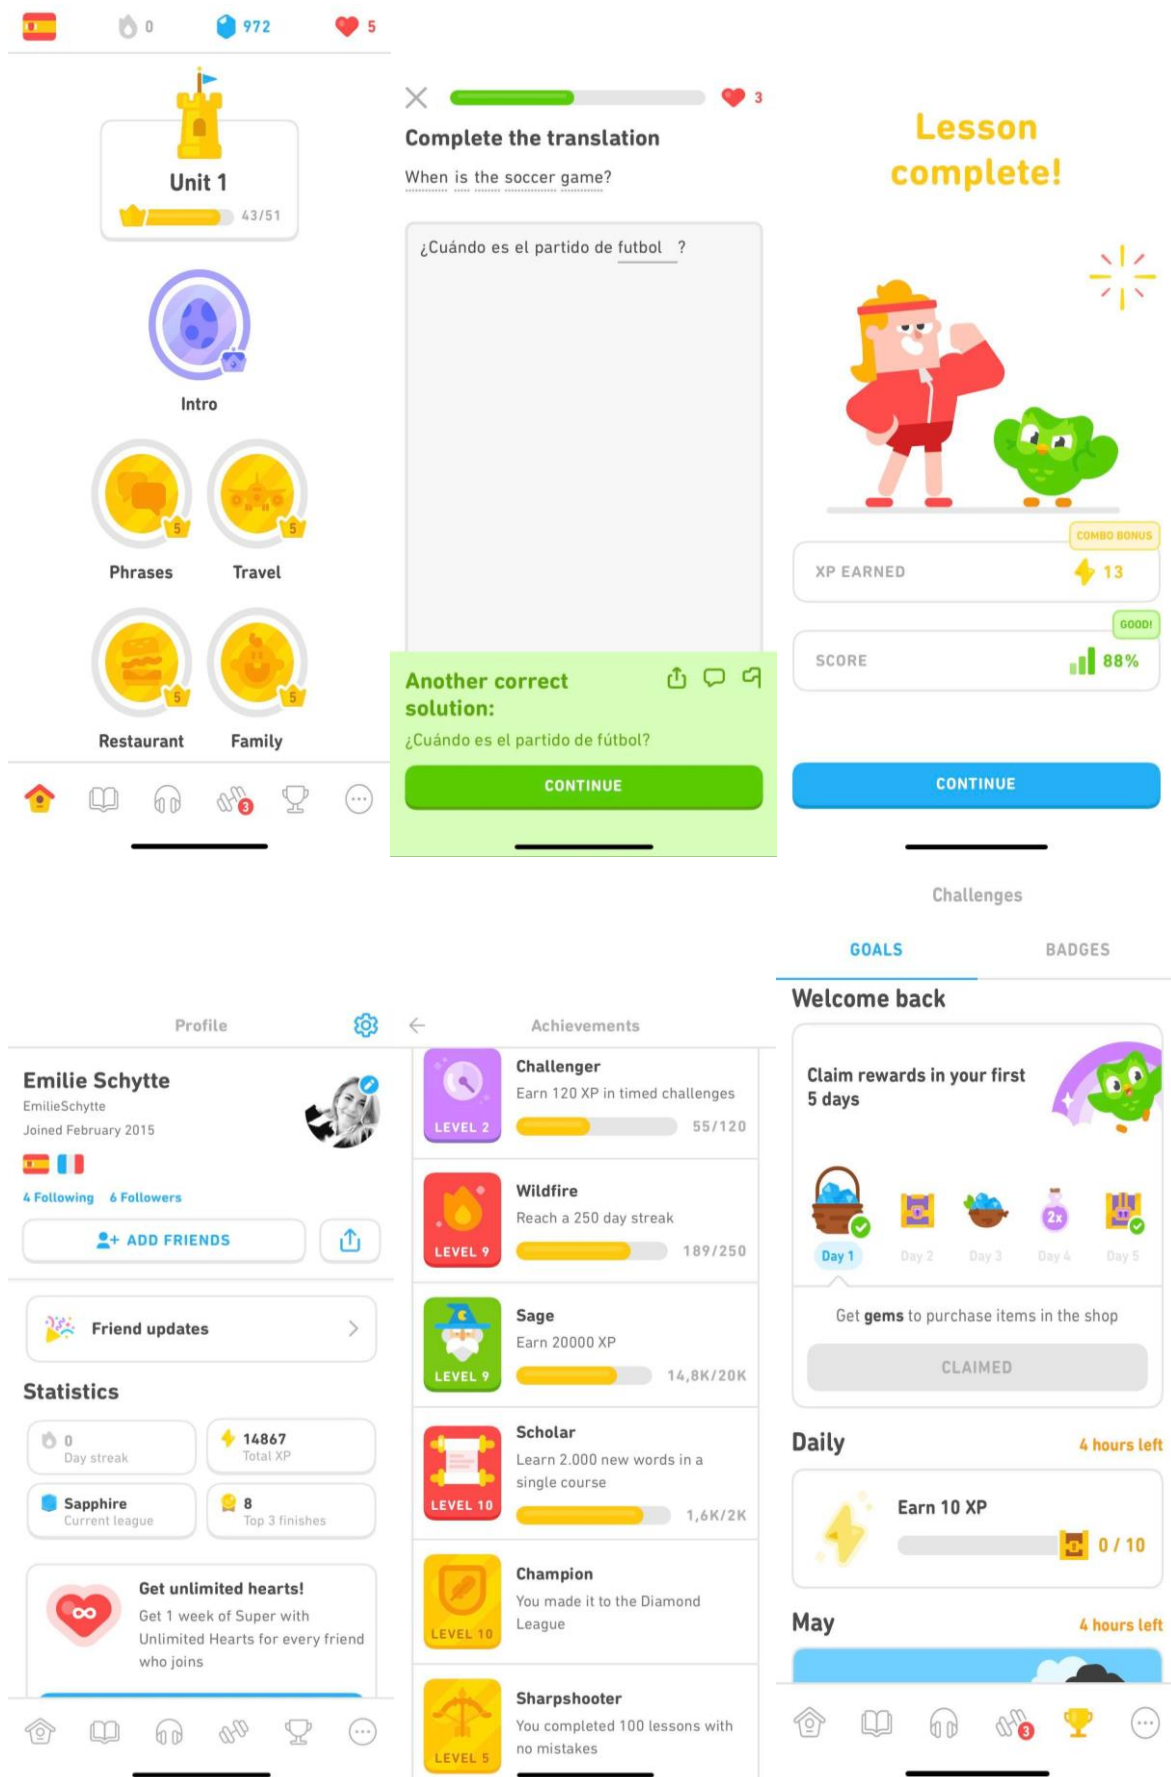 0
972
5
Unit 1
43/51
Intro
5
5
Phrases
Travel
5
5
Restaurant
Family
3
3
Complete the translation
When is the soccer game?
¿Cuándo es el partido de futbol ?
Another correct
solution:
¿Cuándo es el partido de fútbol?
CONTINUE
Lesson
complete!
COMBO BONUS
XP EARNED
13
GOOD!
SCORE
88%
CONTINUE
Profile
Emilie Schytte
EmilieSchytte
Joined February 2015
4 Following 6 Followers
ADD FRIENDS
Friend updates
Statistics
0
Day streak
14867
Total XP
Sapphire
Current league
8
Top 3 finishes
Get unlimited hearts!
Get 1 week of Super with
Unlimited Hearts for every friend
who joins
Achievements
Challenger
Earn 120 XP in timed challenges
LEVEL 2
55/120
Wildfire
Reach a 250 day streak
LEVEL 9
189/250
Sage
Earn 20000 XP
LEVEL 9
14,8K/20K
Scholar
Learn 2.000 new words in a
single course
LEVEL 10
1,6K/2K
Champion
You made it to the Diamond
League
LEVEL 10
Sharpshooter
You completed 100 lessons with
no mistakes
LEVEL 5
Challenges
GOALS
BADGES
Welcome back
Claim rewards in your first
5 days
2x
Day 1
Day 2
Day 3
Day 4
Day 5
Get gems to purchase items in the shop
CLAIMED
Daily
4 hours left
Earn 10 XP
0 / 10
May
4 hours left
3